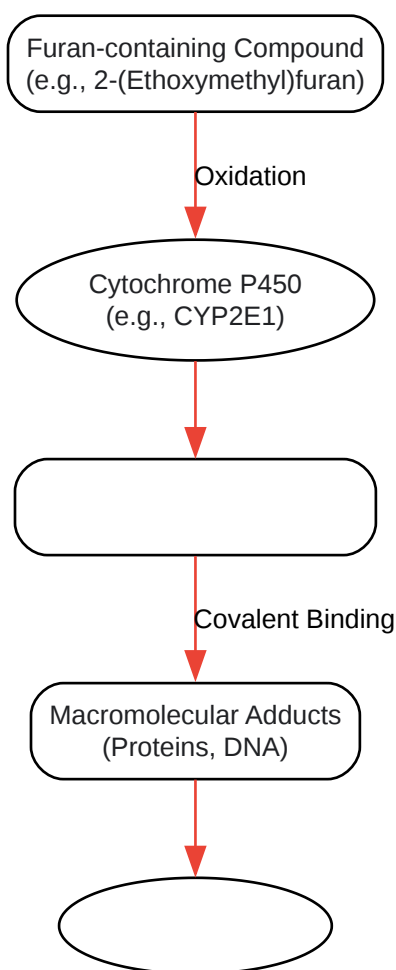 Furan-containing Compound
(e.g., 2-(Ethoxymethyl)furan)
Oxidation
Cytochrome P450
(e.g., CYP2E1)
Covalent Binding
Macromolecular Adducts
(Proteins, DNA)